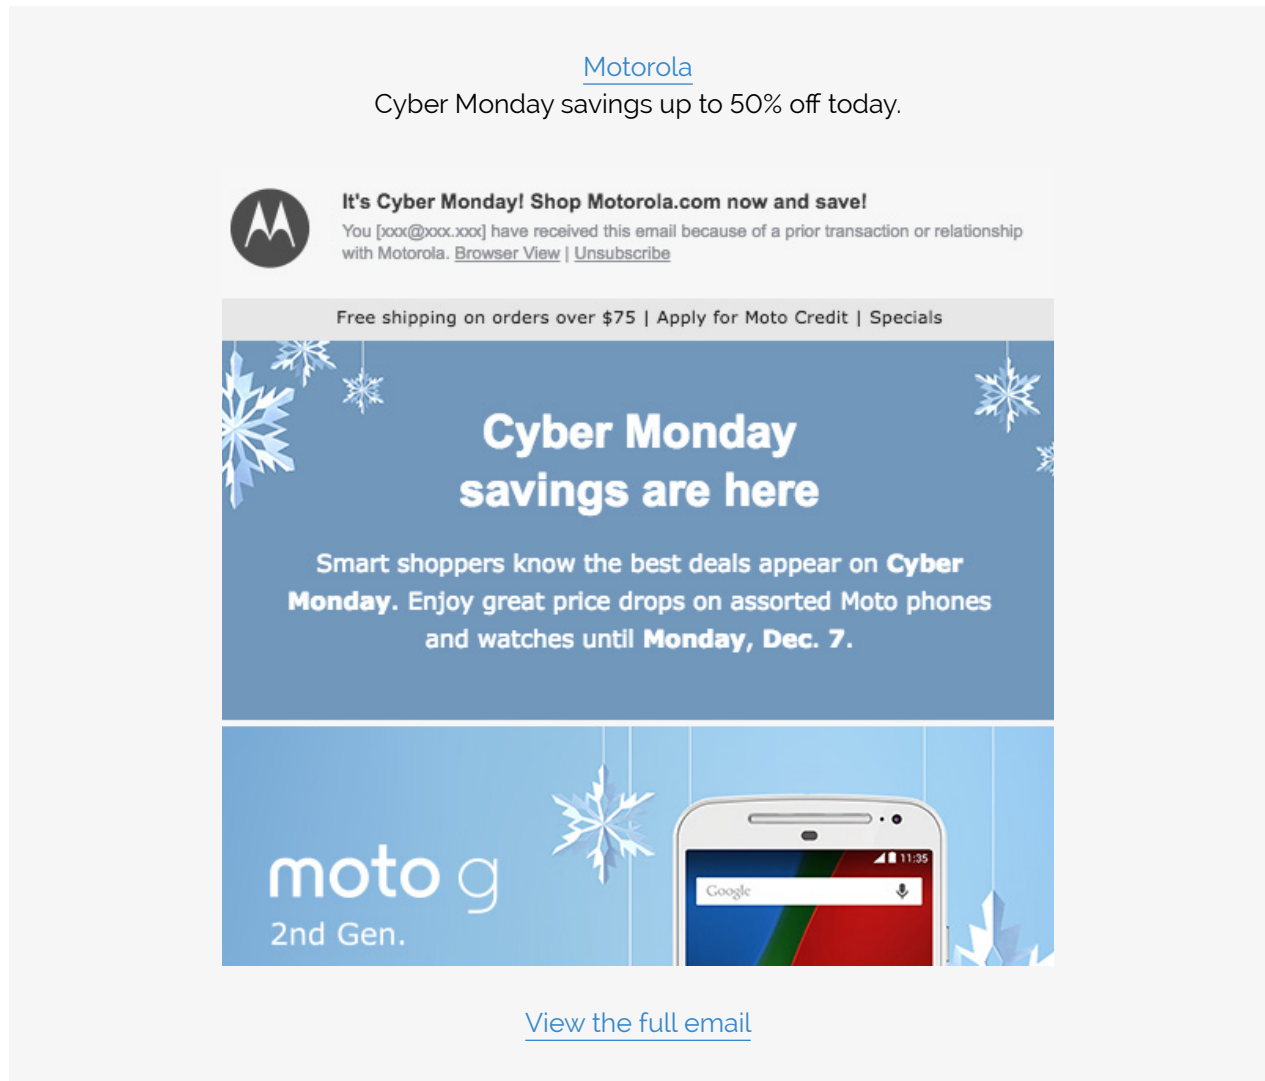 Motorola
Cyber Monday savings up to 50% off today.
It's Cyber Monday! Shop Motorola.com now and save!
You [xxx@xxx.xxx] have received this email because of a prior transaction or relationship
with Motorola. Browser View | Unsubscribe
Free shipping on orders over $75 | Apply for Moto Credit | Specials
Cyber Monday
savings are here
Smart shoppers know the best deals appear on Cyber
Monday. Enjoy great price drops on assorted Moto phones
and watches until Monday, Dec. 7.
moto g
2nd Gen.
11:35
Google
View the full email